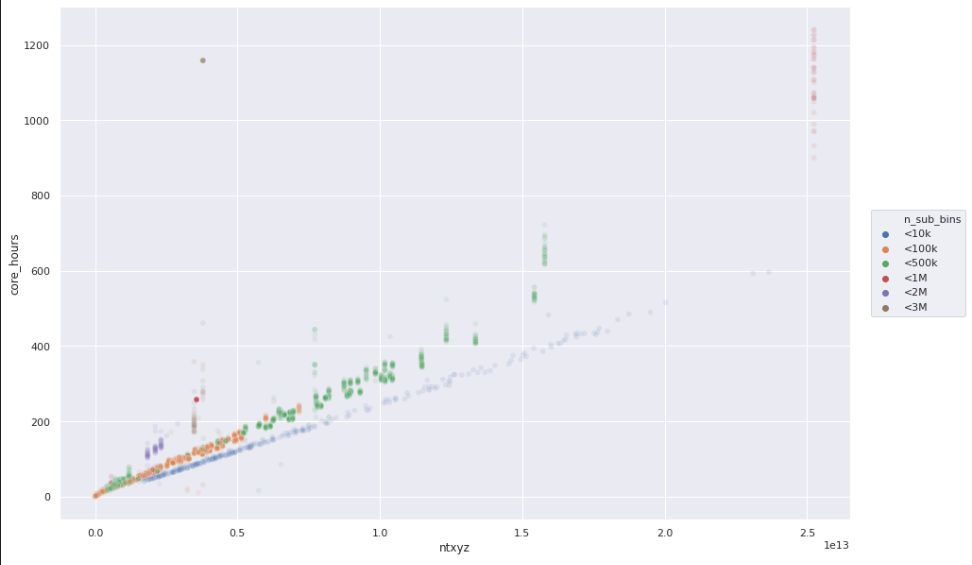 1200
1000
800
600
400
200
0
core_hours
0.0 0.5 1.0 1.5 2.0 2.5
1e13
ntxyz
n_sub_bins
<10k
<100k
<500k
<1M
<2M
<3M